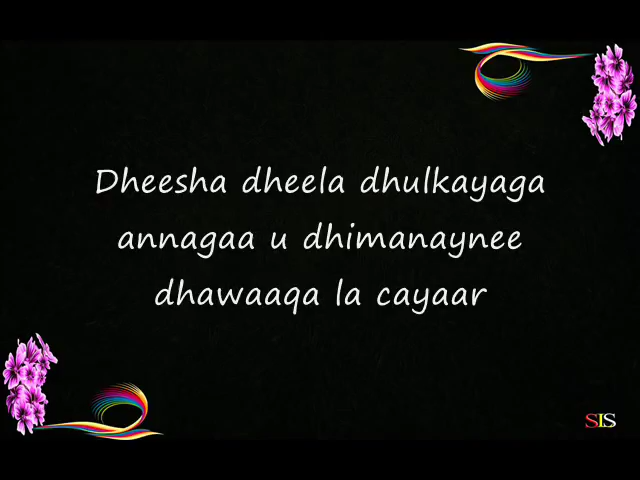 Dheesha dheela dhulkayaga
annagaa u dhimanaynee
dhawaaqa la cayaar
SIS